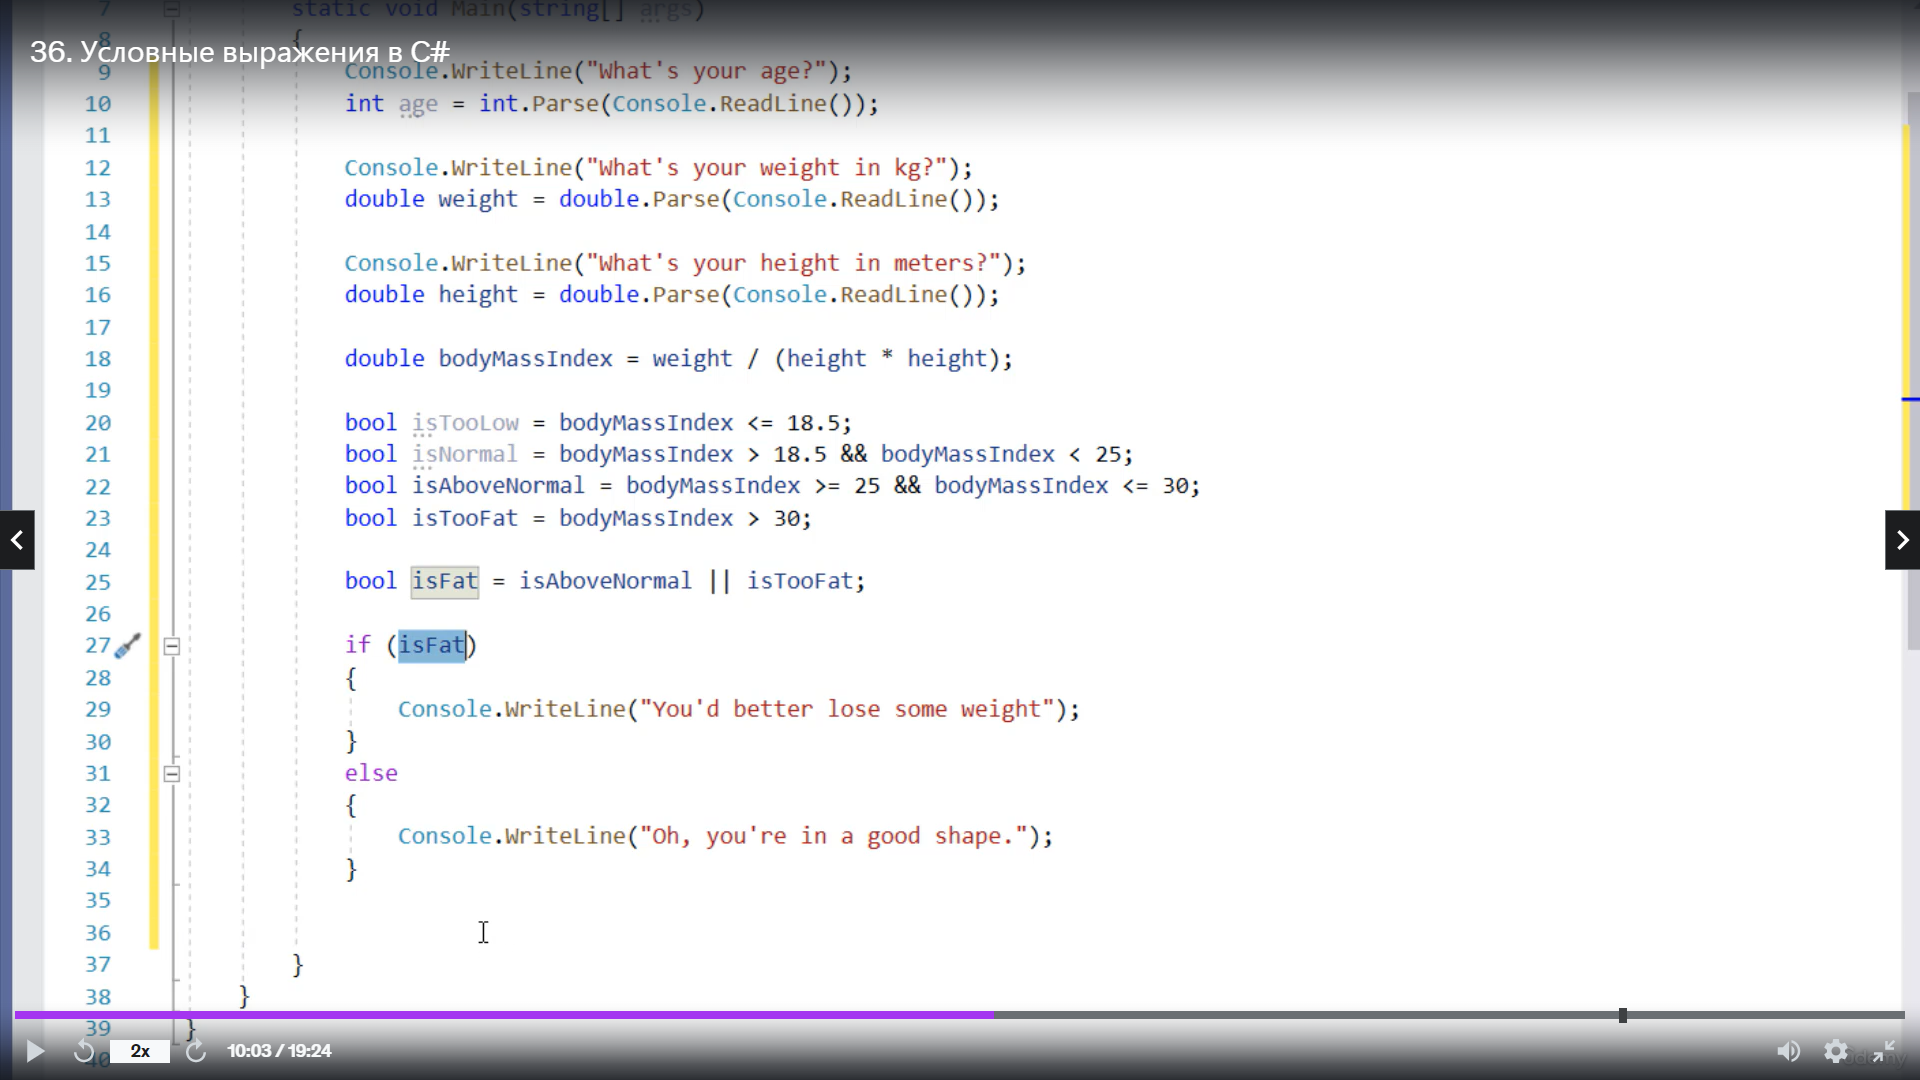 7 static void Main(string[] args)
8 {
36. Условные выражения в C#
9 Console.WriteLine("What's your age?");
10 int age = int.Parse(Console.ReadLine());
11
12 Console.WriteLine("What's your weight in kg?");
13 double weight = double.Parse(Console.ReadLine());
14
15 Console.WriteLine("What's your height in meters?");
16 double height = double.Parse(Console.ReadLine());
17
18 double bodyMassIndex = weight / (height * height);
19
20 bool isTooLow = bodyMassIndex <= 18.5;
21 bool isNormal = bodyMassIndex > 18.5 && bodyMassIndex < 25;
22 bool isAboveNormal = bodyMassIndex >= 25 && bodyMassIndex <= 30;
23 bool isTooFat = bodyMassIndex > 30;
24
25 bool isFat = isAboveNormal || isTooFat;
26
27 if (isFat)
28 {
29 Console.WriteLine("You'd better lose some weight");
30 }
31 else
32 {
33 Console.WriteLine("Oh, you're in a good shape.");
34 }
35
36
37 }
38 }
39 }
40
2x 10:03 / 19:24
Udemy